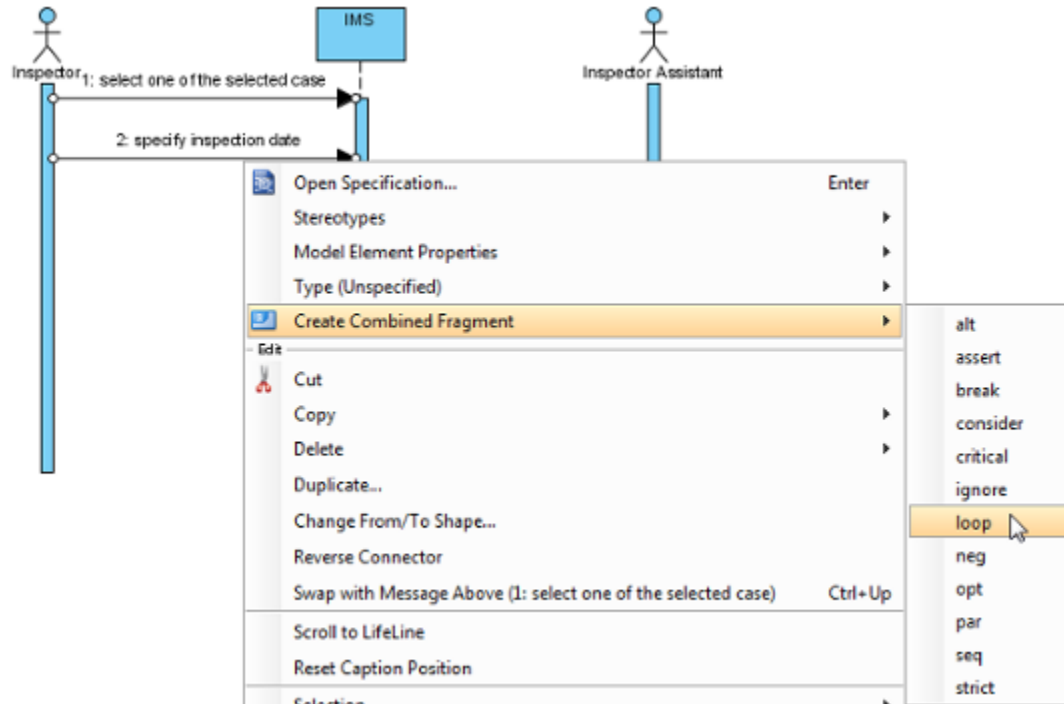 IMS
Inspector
Inspector Assistant
1: select one of the selected case
2: specify inspection date
Open Specification... Enter
Stereotypes
Model Element Properties
Type (Unspecified)
Create Combined Fragment
Edit
Cut
Copy
Delete
Duplicate...
Change From/To Shape...
Reverse Connector
Swap with Message Above (1: select one of the selected case) Ctrl+Up
Scroll to LifeLine
Reset Caption Position
Selection
alt
assert
break
consider
critical
ignore
loop
neg
opt
par
seq
strict